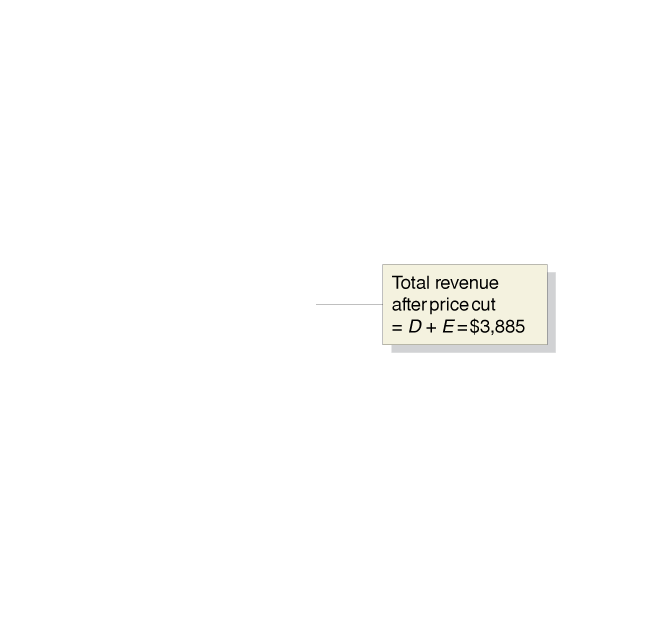 Total revenue
after price cut
= D + E = $3,885